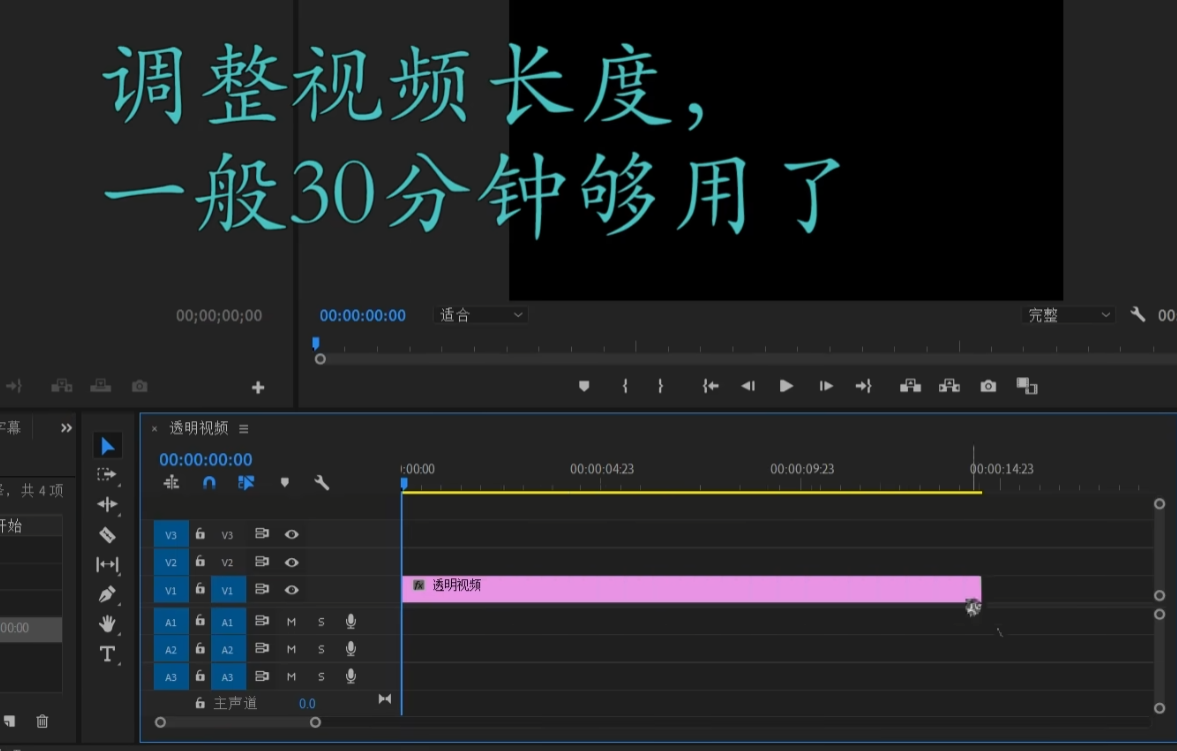 调整视频长度，
一般30分钟够用了
00;00;00;00
00:00:00:00
适合
完整
00:
字幕
透明视频
00:00:00:00
:00:00
00:00:04:23
00:00:09:23
00:00:14:23
，共 4 项
开始
00:00
V3 V3
V2 V2
V1 V1
fx 透明视频
A1 A1 M S
A2 A2 M S
A3 A3 M S
主声道 0.0